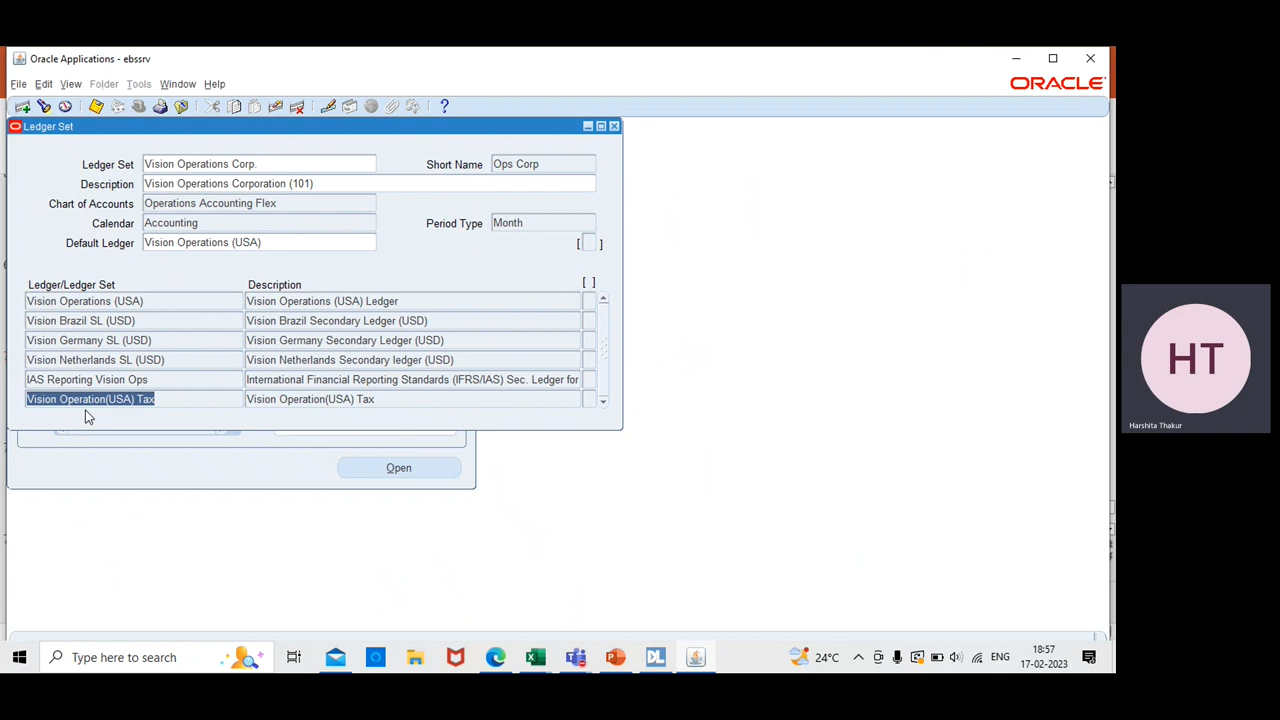 Oracle Applications - ebssrv
File Edit View Folder Tools Window Help
ORACLE
Ledger Set
Ledger Set Vision Operations Corp. Short Name Ops Corp
Description Vision Operations Corporation (101)
Chart of Accounts Operations Accounting Flex
Calendar Accounting Period Type Month
Default Ledger Vision Operations (USA) [ ]
Ledger/Ledger Set Description [ ]
Vision Operations (USA) Vision Operations (USA) Ledger
Vision Brazil SL (USD) Vision Brazil Secondary Ledger (USD)
Vision Germany SL (USD) Vision Germany Secondary Ledger (USD)
Vision Netherlands SL (USD) Vision Netherlands Secondary ledger (USD)
IAS Reporting Vision Ops International Financial Reporting Standards (IFRS/IAS) Sec. Ledger for
Vision Operation(USA) Tax Vision Operation(USA) Tax
Open
HT
Harshita Thakur
Type here to search DL 24°C ENG 18:57
17-02-2023